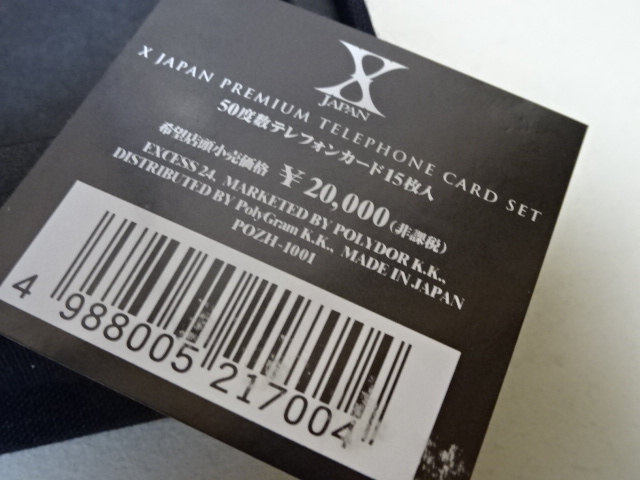 X
JAPAN
X JAPAN PREMIUM TELEPHONE CARD SET
50度数テレフォンカード15枚入
希望店頭小売価格 ¥20,000(非課税)
EXCESS 24, MARKETED BY POLYDOR K.K.,
DISTRIBUTED BY PolyGram K.K., MADE IN JAPAN
POZH-1001
4 988005 217004